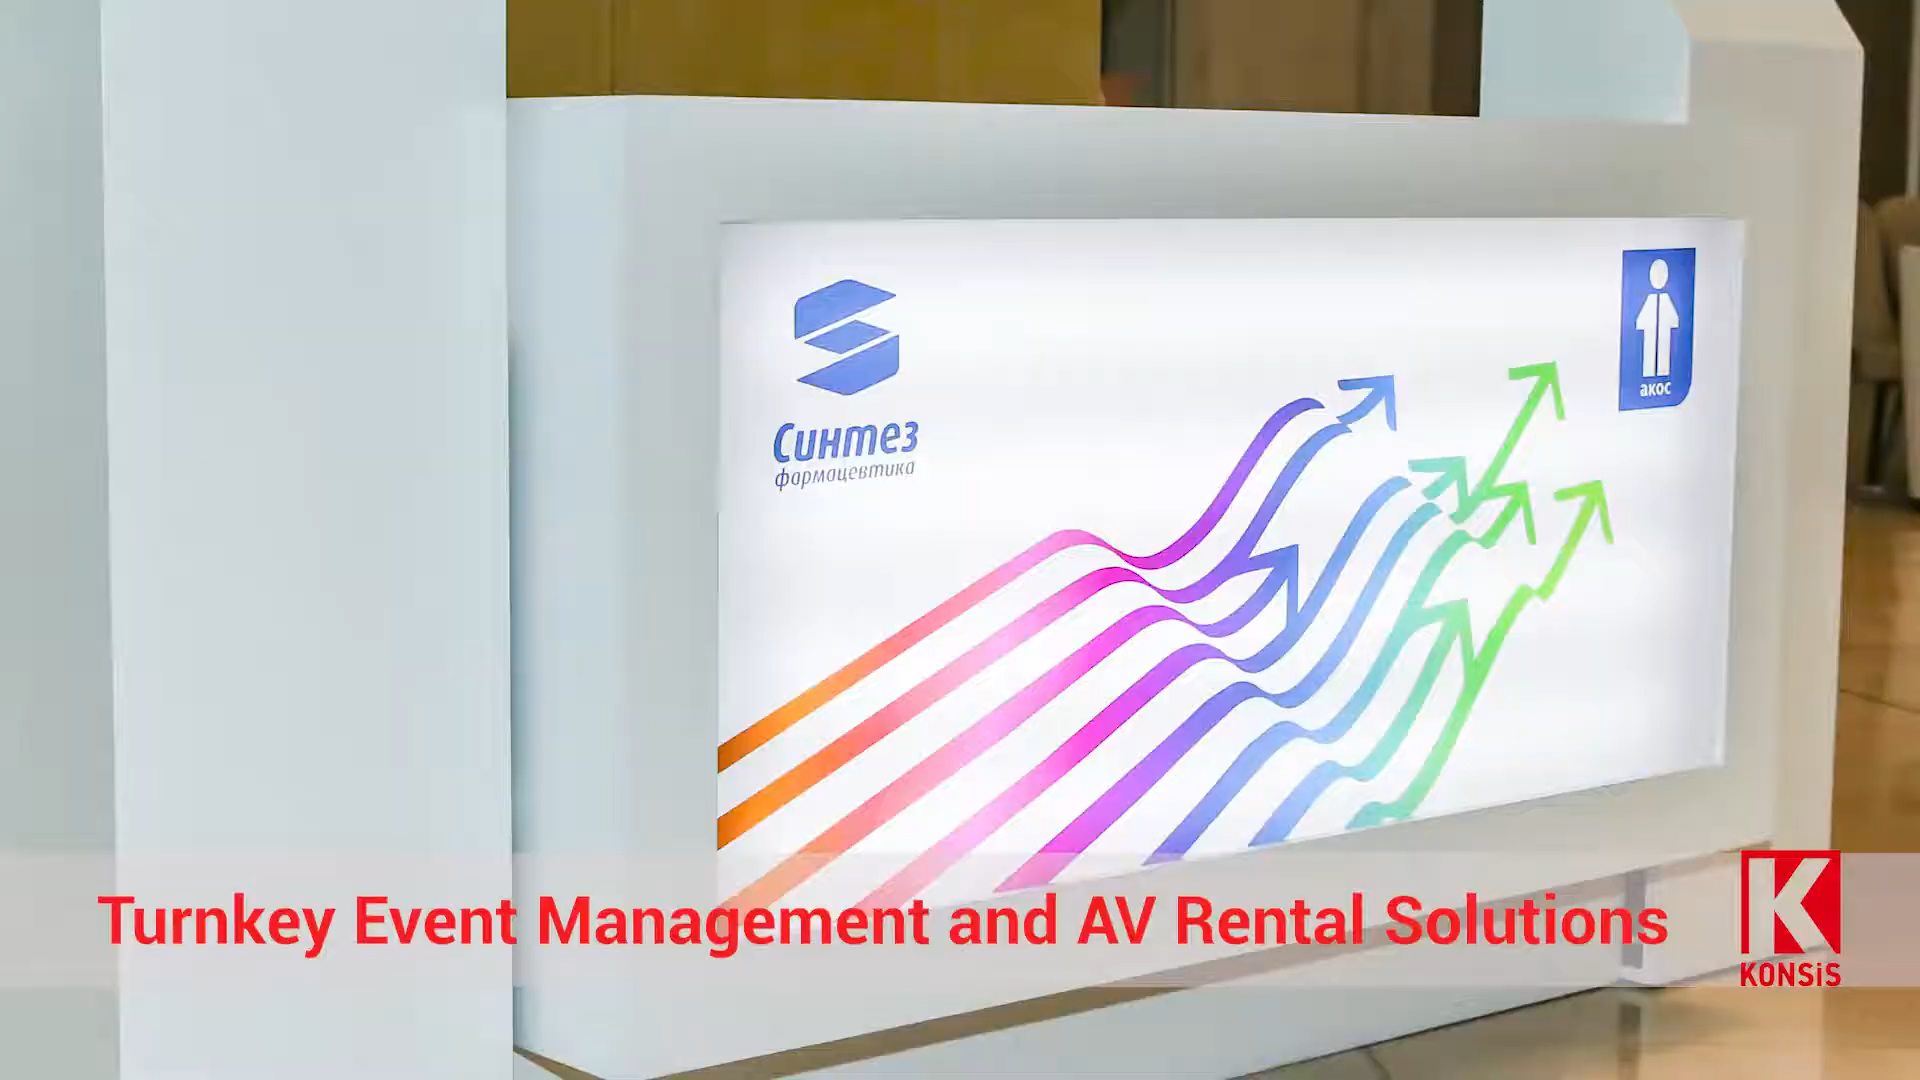 Синтез
фармацевтика
акос
Turnkey Event Management and AV Rental Solutions
K
KONSiS